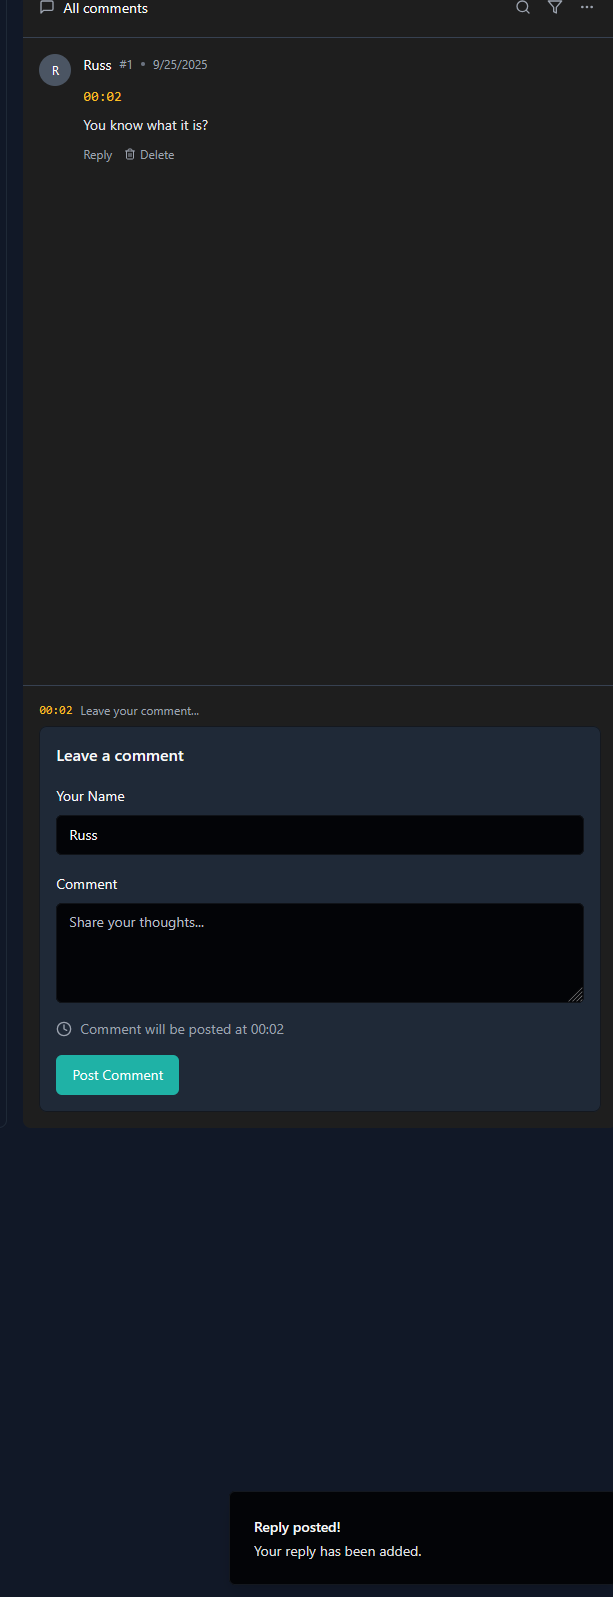 All comments
R
Russ #1 • 9/25/2025
00:02
You know what it is?
Reply Delete
00:02 Leave your comment...
Leave a comment
Your Name
Russ
Comment
Share your thoughts...
Comment will be posted at 00:02
Post Comment
Reply posted!
Your reply has been added.